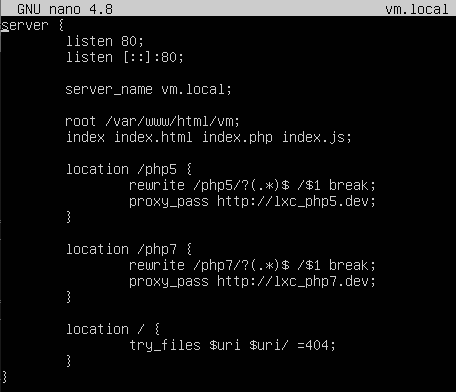 GNU nano 4.8 vm.local
server {
listen 80;
listen [::]:80;
server_name vm.local;
root /var/www/html/vm;
index index.html index.php index.js;
location /php5 {
rewrite /php5/?(.*)$ /$1 break;
proxy_pass http://lxc_php5.dev;
}
location /php7 {
rewrite /php7/?(.*)$ /$1 break;
proxy_pass http://lxc_php7.dev;
}
location / {
try_files $uri $uri/ =404;
}
}